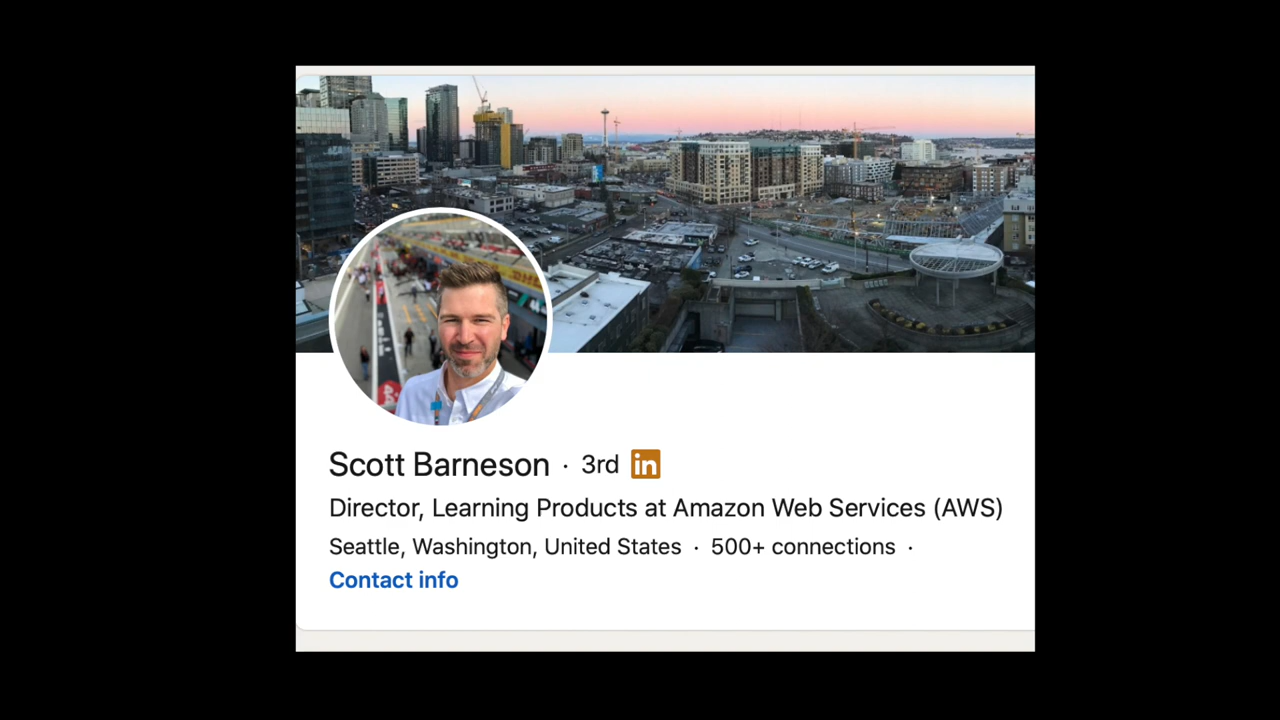 Scott Barneson · 3rd in
Director, Learning Products at Amazon Web Services (AWS)
Seattle, Washington, United States · 500+ connections ·
Contact info